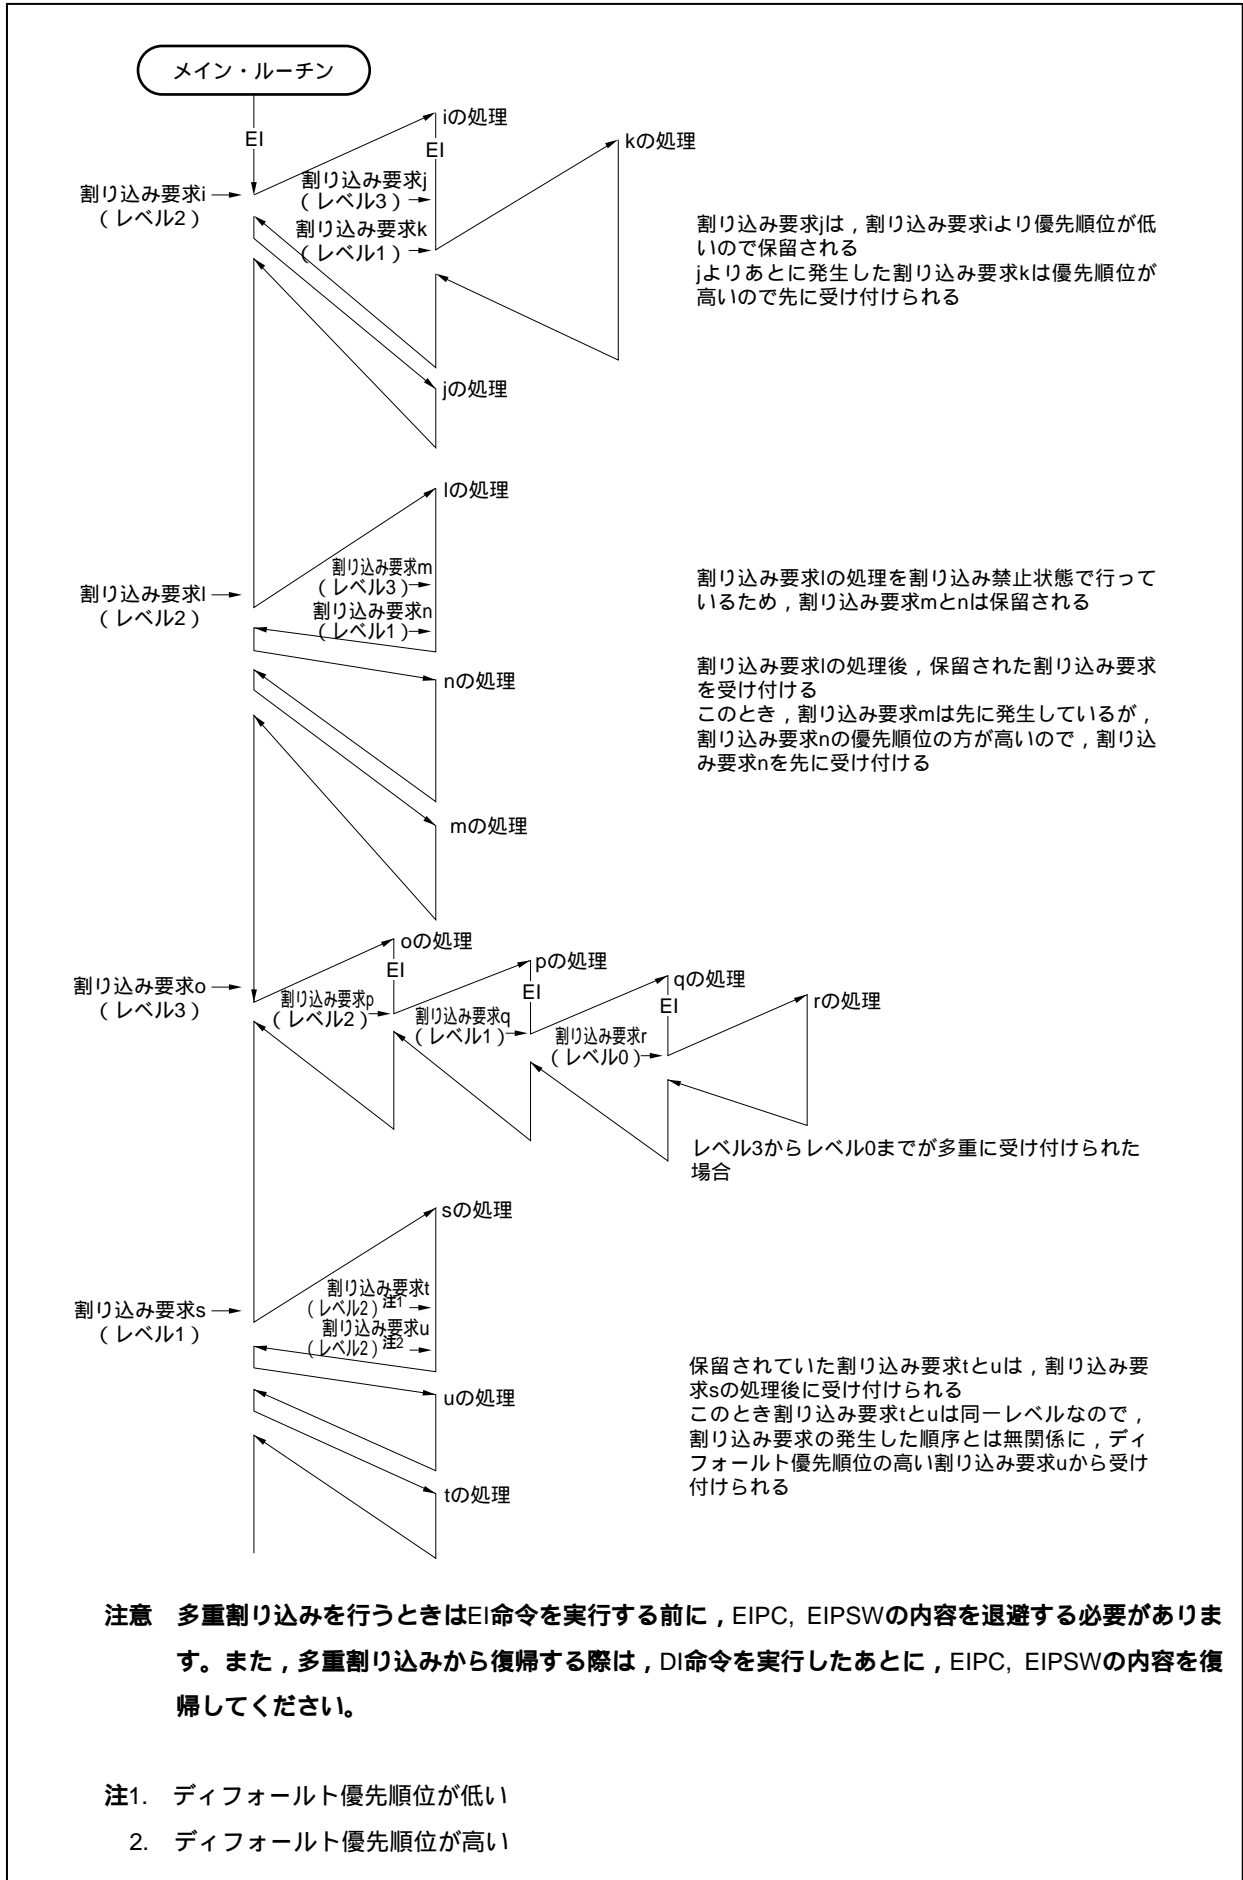 メイン・ルーチン
EI
iの処理
EI
kの処理
割り込み要求i
（レベル2）
割り込み要求j
（レベル3）
割り込み要求k
（レベル1）
割り込み要求jは，割り込み要求iより優先順位が低
いので保留される
jよりあとに発生した割り込み要求kは優先順位が
高いので先に受け付けられる
jの処理
lの処理
割り込み要求l
（レベル2）
割り込み要求m
（レベル3）
割り込み要求n
（レベル1）
割り込み要求lの処理を割り込み禁止状態で行って
いるため，割り込み要求mとnは保留される
nの処理
割り込み要求lの処理後，保留された割り込み要求
を受け付ける
このとき，割り込み要求mは先に発生しているが，
割り込み要求nの優先順位の方が高いので，割り込
み要求nを先に受け付ける
mの処理
oの処理
EI
pの処理
EI
qの処理
EI
rの処理
割り込み要求o
（レベル3）
割り込み要求p
（レベル2）
割り込み要求q
（レベル1）
割り込み要求r
（レベル0）
レベル3からレベル0までが多重に受け付けられた
場合
sの処理
割り込み要求s
（レベル1）
割り込み要求t
（レベル2）注1
割り込み要求u
（レベル2）注2
uの処理
保留されていた割り込み要求tとuは，割り込み要
求sの処理後に受け付けられる
このとき割り込み要求tとuは同一レベルなので，
割り込み要求の発生した順序とは無関係に，ディ
フォールト優先順位の高い割り込み要求uから受け
付けられる
tの処理
注意　多重割り込みを行うときはEI命令を実行する前に，EIPC, EIPSWの内容を退避する必要がありま
す。また，多重割り込みから復帰する際は，DI命令を実行したあとに，EIPC, EIPSWの内容を復
帰してください。
注1.　ディフォールト優先順位が低い
2.　ディフォールト優先順位が高い